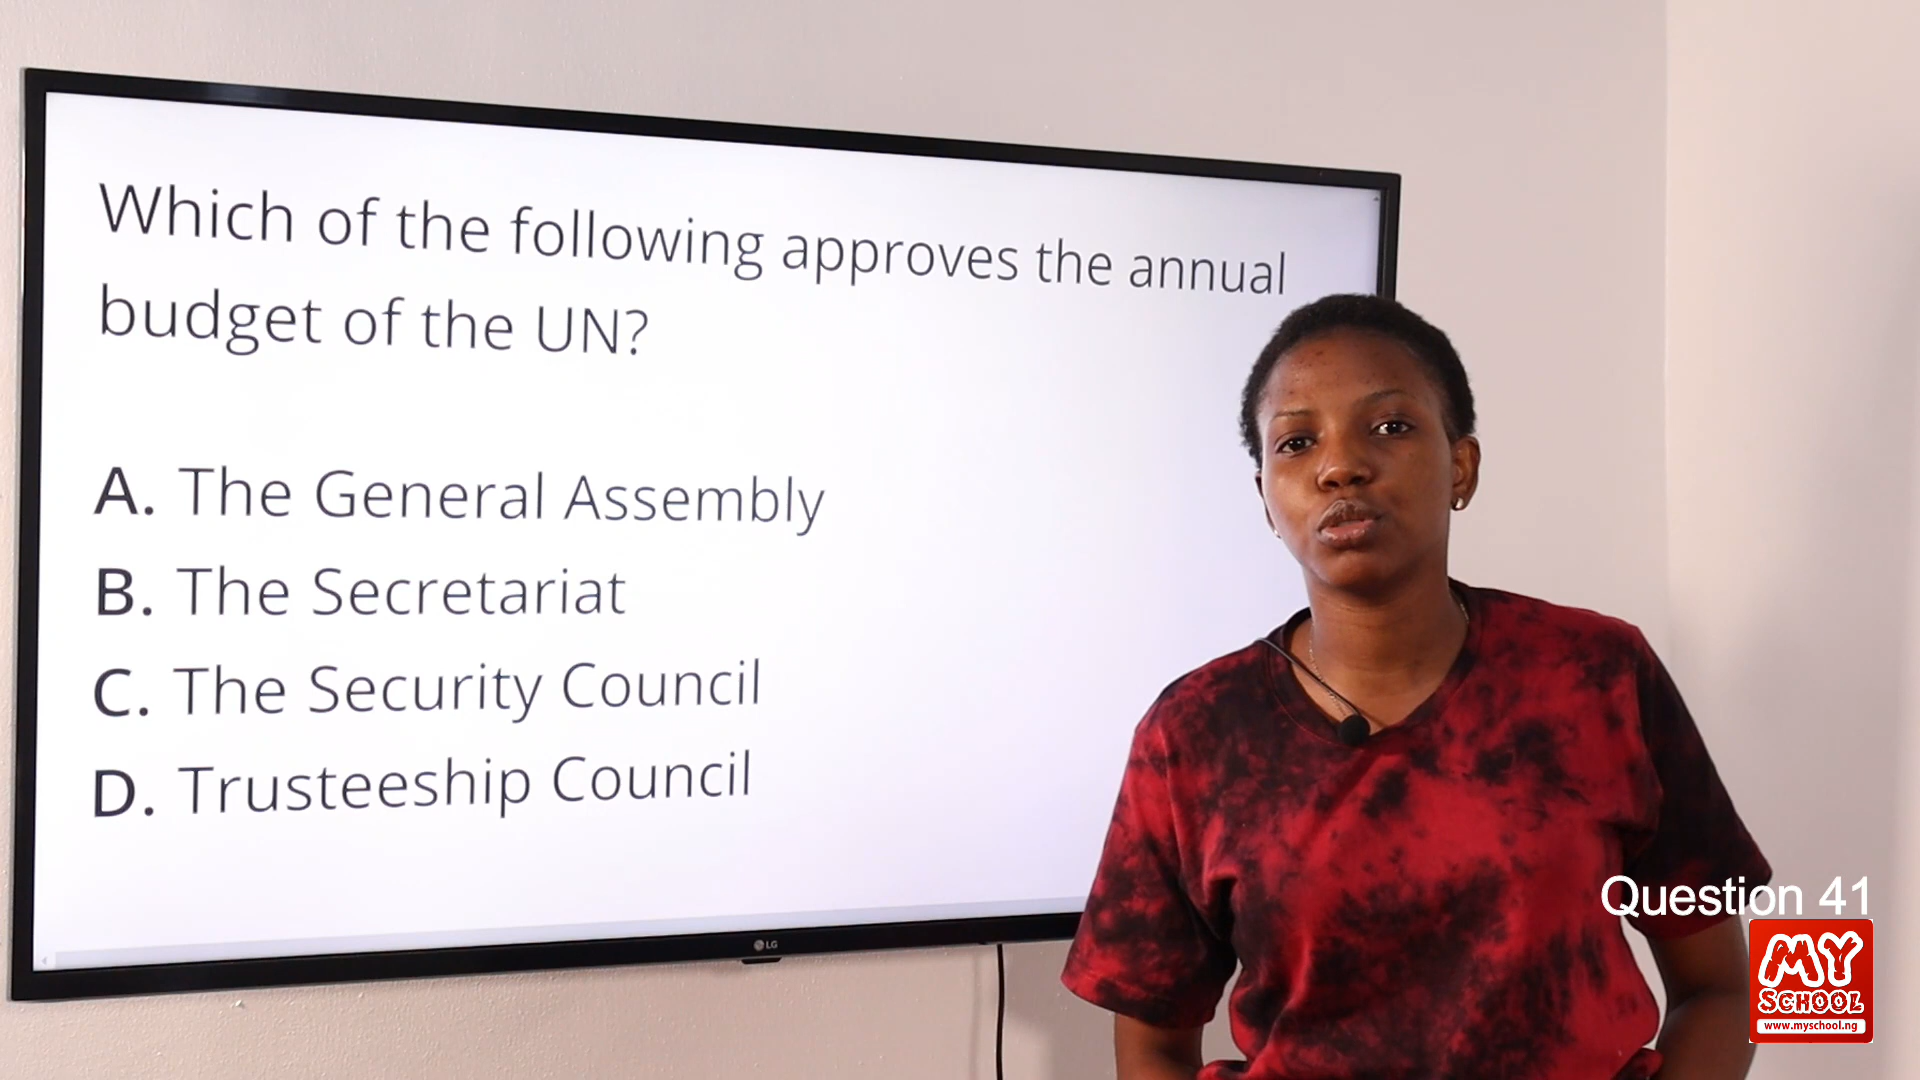 Which of the following approves the annual
budget of the UN?
A. The General Assembly
B. The Secretariat
C. The Security Council
D. Trusteeship Council
LG
Question 41
MY
SCHOOL
www.myschool.ng